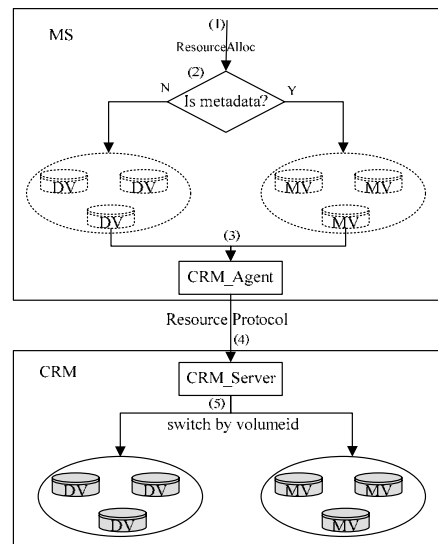 (1)
MS
ResourceAlloc
(2)
N
Is metadata?
Y
DV
DV
MV
MV
DV
MV
(3)
CRM_Agent
Resource Protocol
(4)
CRM
CRM_Server
(5)
switch by volumeid
DV
DV
MV
MV
DV
MV